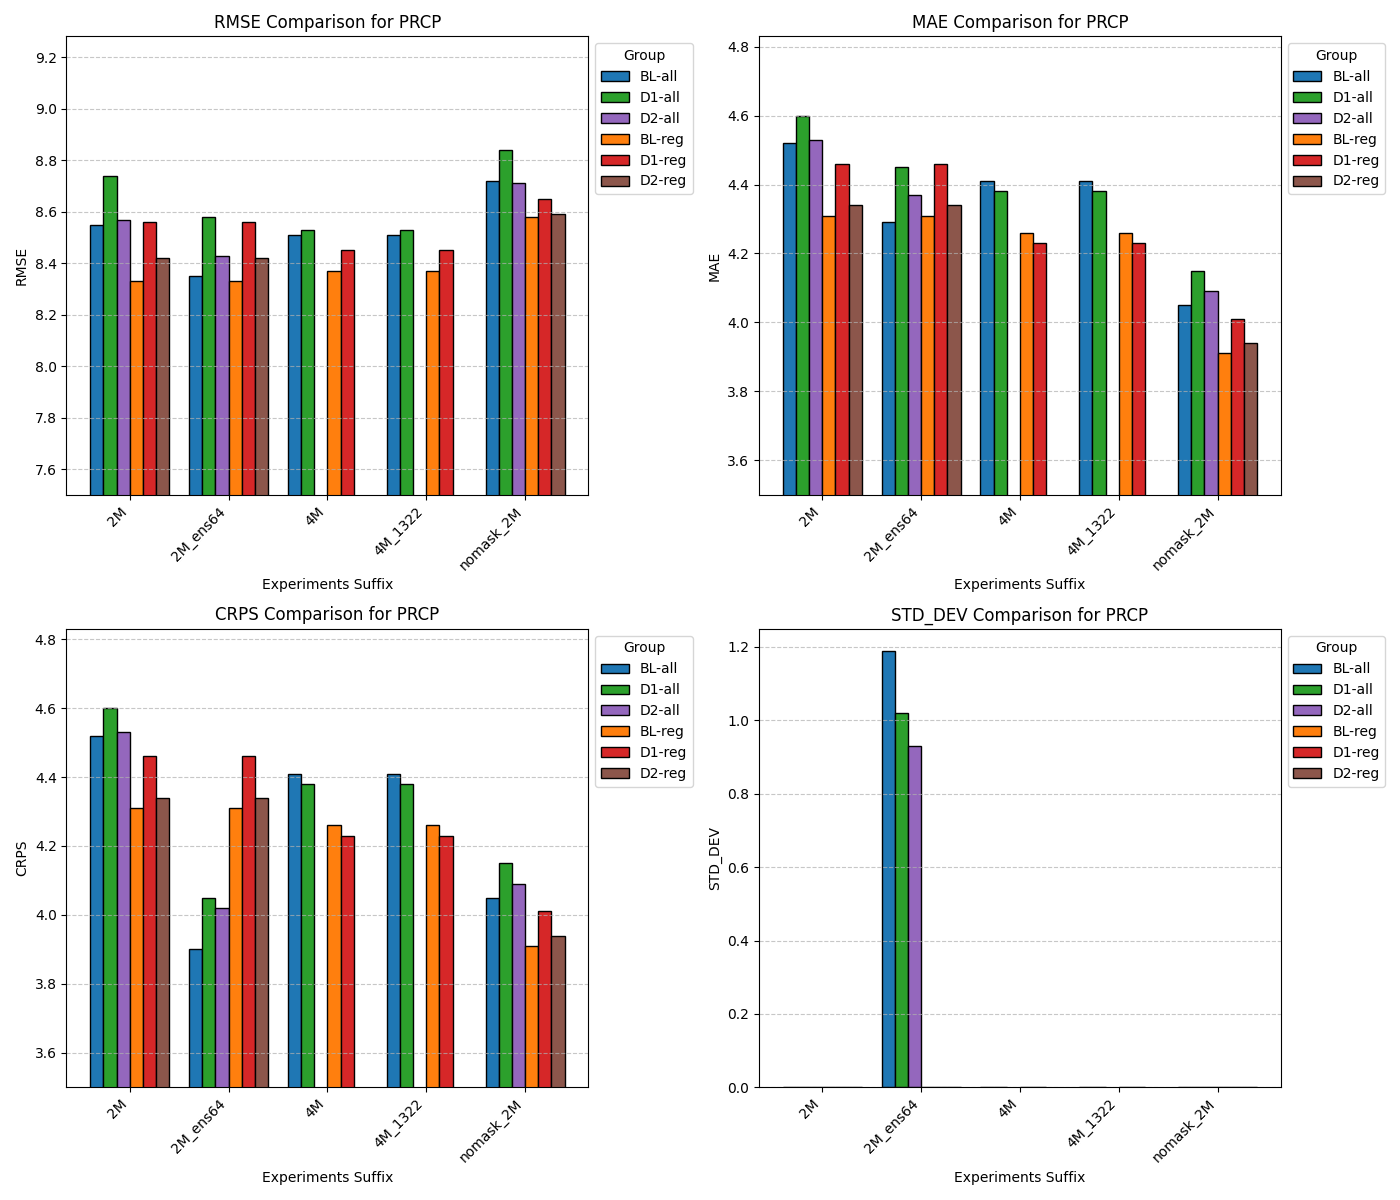 RMSE Comparison for PRCP
RMSE
9.2
9.0
8.8
8.6
8.4
8.2
8.0
7.8
7.6
2M
2M_ens64
4M
4M_1322
nomask_2M
Experiments Suffix
Group
BL-all
D1-all
D2-all
BL-reg
D1-reg
D2-reg
MAE Comparison for PRCP
MAE
4.8
4.6
4.4
4.2
4.0
3.8
3.6
2M
2M_ens64
4M
4M_1322
nomask_2M
Experiments Suffix
Group
BL-all
D1-all
D2-all
BL-reg
D1-reg
D2-reg
CRPS Comparison for PRCP
CRPS
4.8
4.6
4.4
4.2
4.0
3.8
3.6
2M
2M_ens64
4M
4M_1322
nomask_2M
Experiments Suffix
Group
BL-all
D1-all
D2-all
BL-reg
D1-reg
D2-reg
STD_DEV Comparison for PRCP
STD_DEV
1.2
1.0
0.8
0.6
0.4
0.2
0.0
2M
2M_ens64
4M
4M_1322
nomask_2M
Experiments Suffix
Group
BL-all
D1-all
D2-all
BL-reg
D1-reg
D2-reg